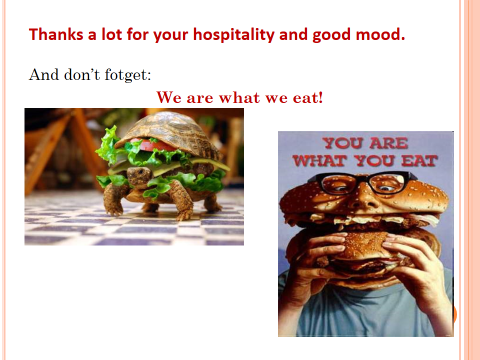 Thanks a lot for your hospitality and good mood.
And don’t fotget:
We are what we eat!
YOU ARE
WHAT YOU EAT